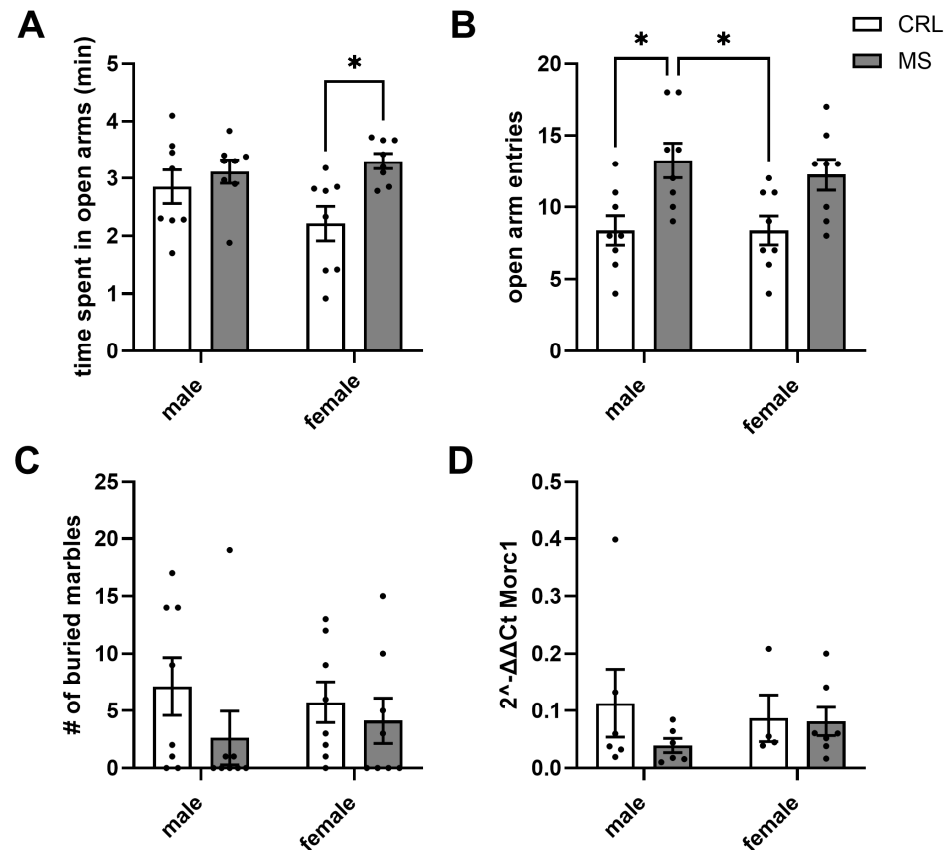 A
B
CRL
MS
time spent in open arms (min)
5
4
3
2
1
0
*
male
female
open arm entries
20
15
10
5
0
*
*
male
female
C
D
# of buried marbles
25
20
15
10
5
0
male
female
2^-ΔΔCt Morc1
0.5
0.4
0.3
0.2
0.1
0.0
male
female